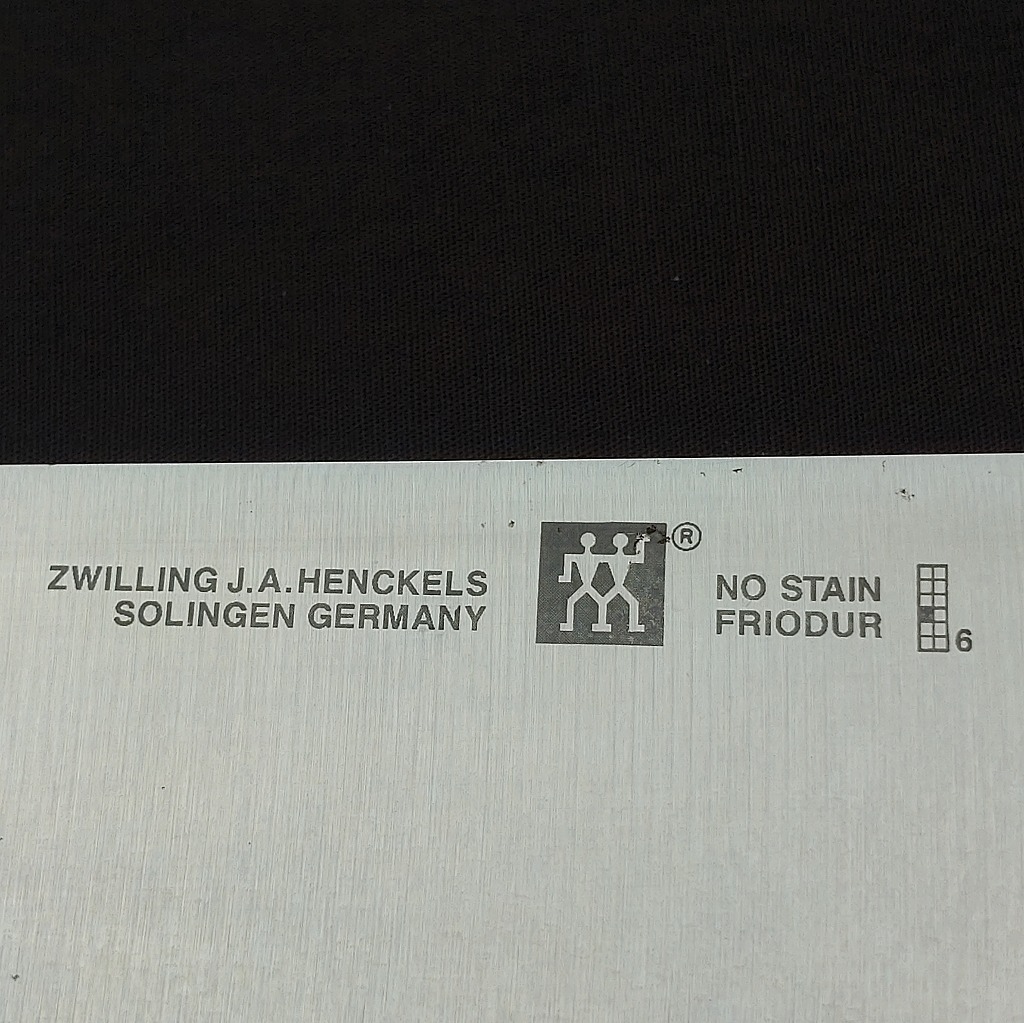 ZWILLING J.A. HENCKELS
SOLINGEN GERMANY
®
NO STAIN
FRIODUR
6